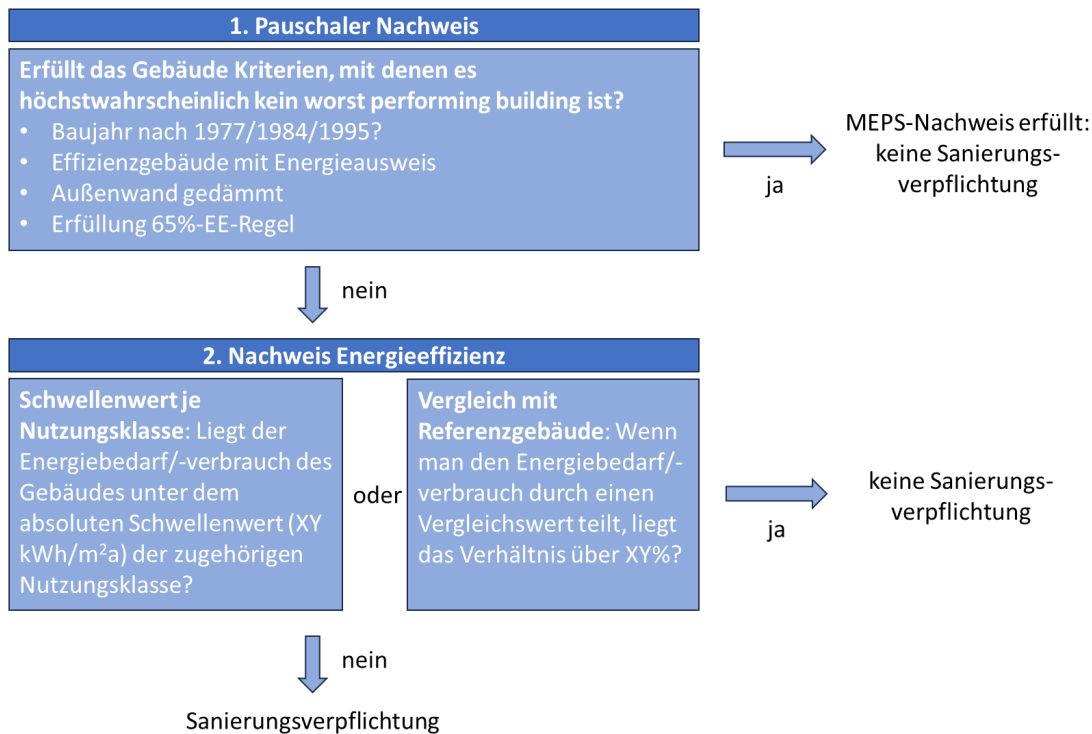 1. Pauschaler Nachweis
Erfüllt das Gebäude Kriterien, mit denen es
höchstwahrscheinlich kein worst performing building ist?
• Baujahr nach 1977/1984/1995?
• Effizienzgebäude mit Energieausweis
• Außenwand gedämmt
• Erfüllung 65%-EE-Regel
ja
MEPS-Nachweis erfüllt:
keine Sanierungs-
verpflichtung
nein
2. Nachweis Energieeffizienz
Schwellenwert je
Nutzungsklasse: Liegt der
Energiebedarf/-verbrauch des
Gebäudes unter dem
absoluten Schwellenwert (XY
kWh/m²a) der zugehörigen
Nutzungsklasse?
oder
Vergleich mit
Referenzgebäude: Wenn
man den Energiebedarf/-
verbrauch durch einen
Vergleichswert teilt, liegt
das Verhältnis über XY%?
ja
keine Sanierungs-
verpflichtung
nein
Sanierungsverpflichtung